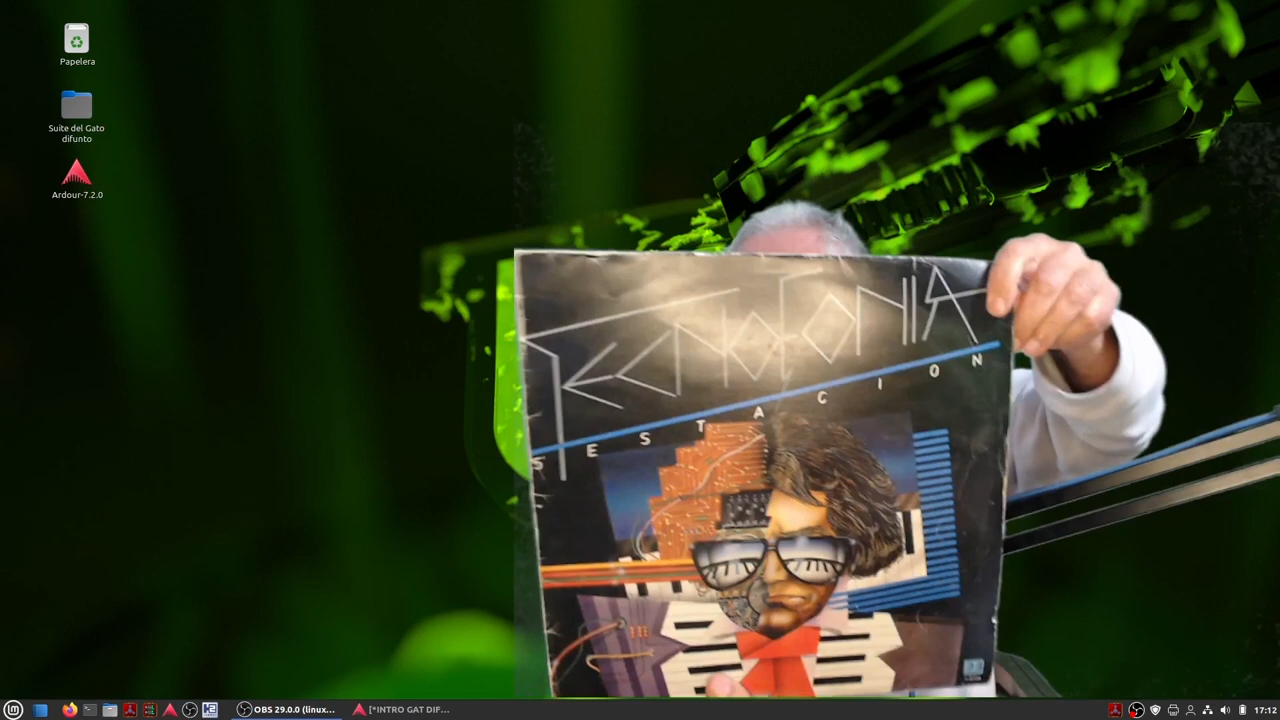 Papelera
Suite del Gato
difunto
Ardour-7.2.0
TECNOFONIA
SESTACION
OBS 29.0.0 (linux...
[*INTRO GAT DIF...
17:12